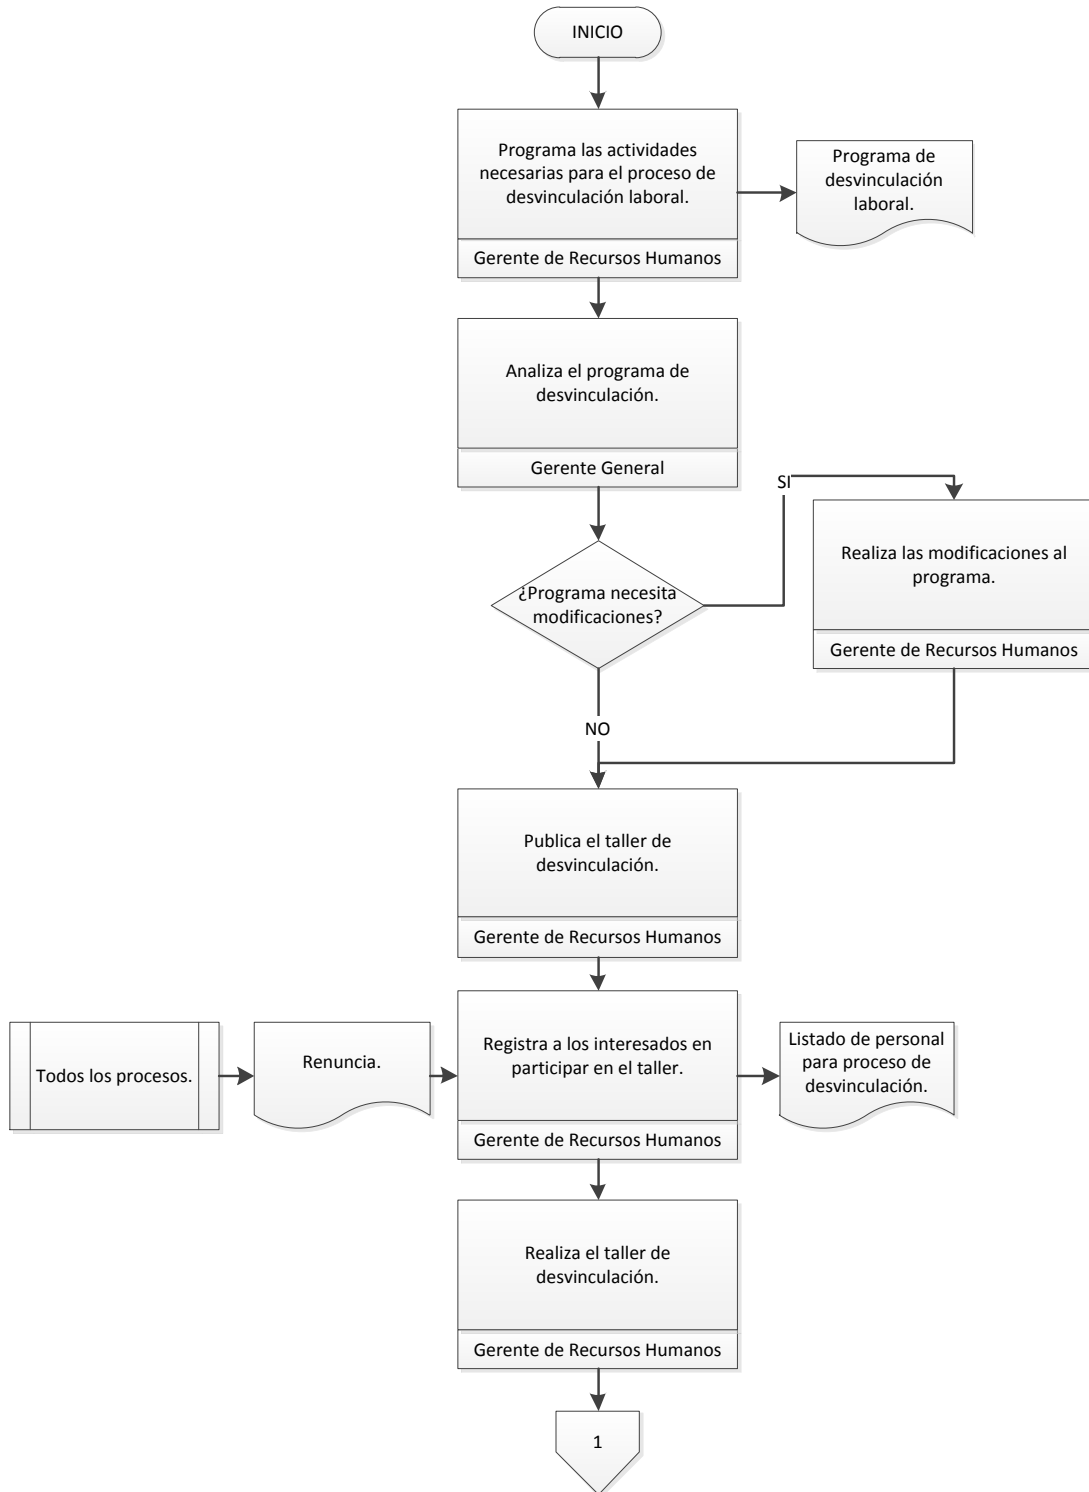 INICIO
Programa las actividades
necesarias para el proceso de
desvinculación laboral.
Gerente de Recursos Humanos
Programa de
desvinculación
laboral.
Analiza el programa de
desvinculación.
Gerente General
SI
Realiza las modificaciones al
programa.
Gerente de Recursos Humanos
¿Programa necesita
modificaciones?
NO
Publica el taller de
desvinculación.
Gerente de Recursos Humanos
Todos los procesos.
Renuncia.
Registra a los interesados en
participar en el taller.
Gerente de Recursos Humanos
Listado de personal
para proceso de
desvinculación.
Realiza el taller de
desvinculación.
Gerente de Recursos Humanos
1